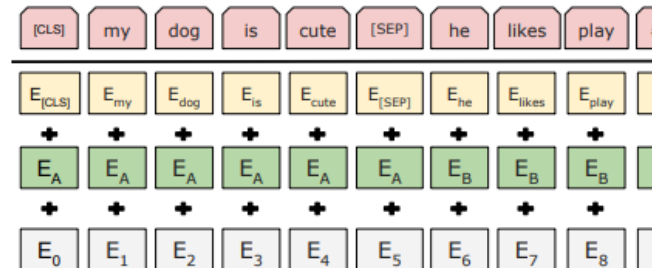 [CLS] my dog is cute [SEP] he likes play
E[CLS] Emy Edog Eis Ecute E[SEP] Ehe Elikes Eplay
+ + + + + + + + +
EA EA EA EA EA EA EB EB EB
+ + + + + + + + +
E0 E1 E2 E3 E4 E5 E6 E7 E8